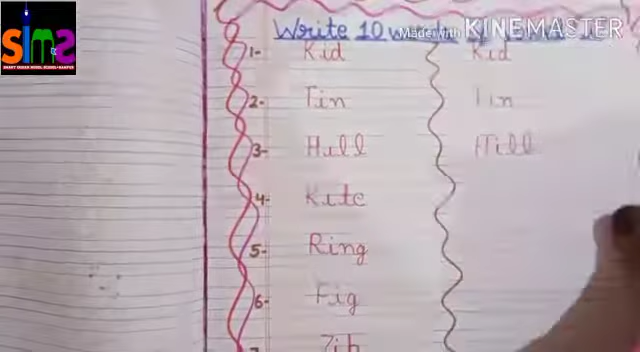 SIMS
Made with KINEMASTER
Write 10 words
1- Kid Kid
2- Tin Tin
3- Hill Hill
4- Kite
5- Ring
6- Fig